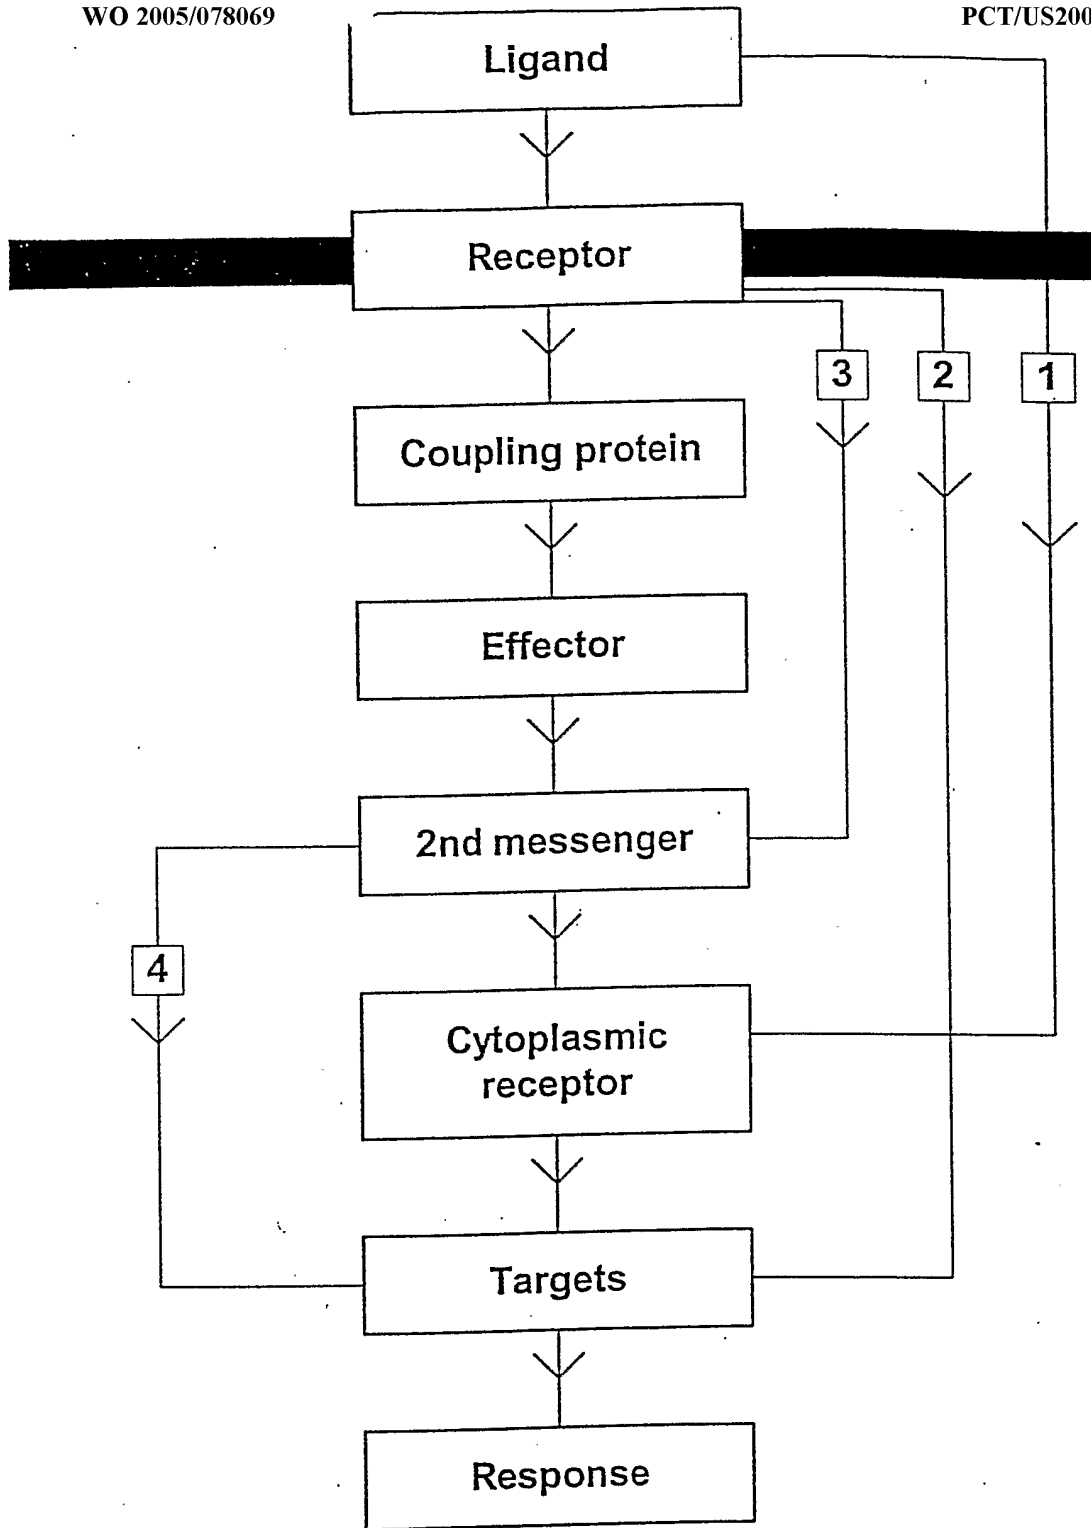 WO 2005/078069
PCT/US200
Ligand
Receptor
3
2
1
Coupling protein
Effector
2nd messenger
4
Cytoplasmic
receptor
Targets
Response